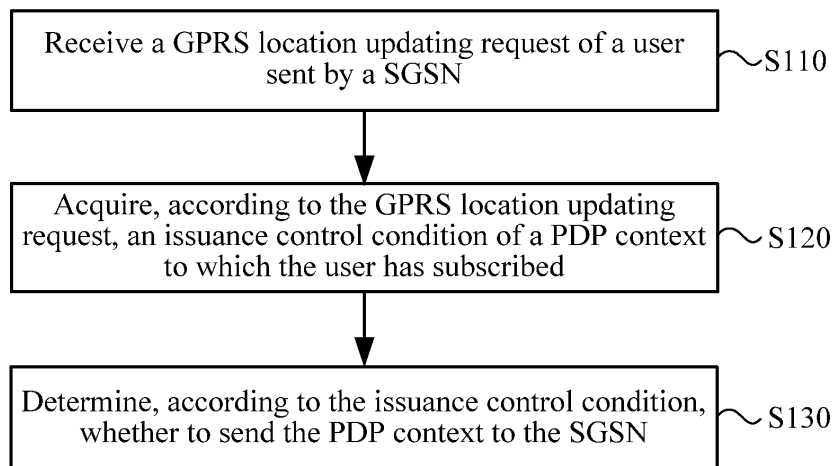 Receive a GPRS location updating request of a user
sent by a SGSN
S110
Acquire, according to the GPRS location updating
request, an issuance control condition of a PDP context
to which the user has subscribed
S120
Determine, according to the issuance control condition,
whether to send the PDP context to the SGSN
S130